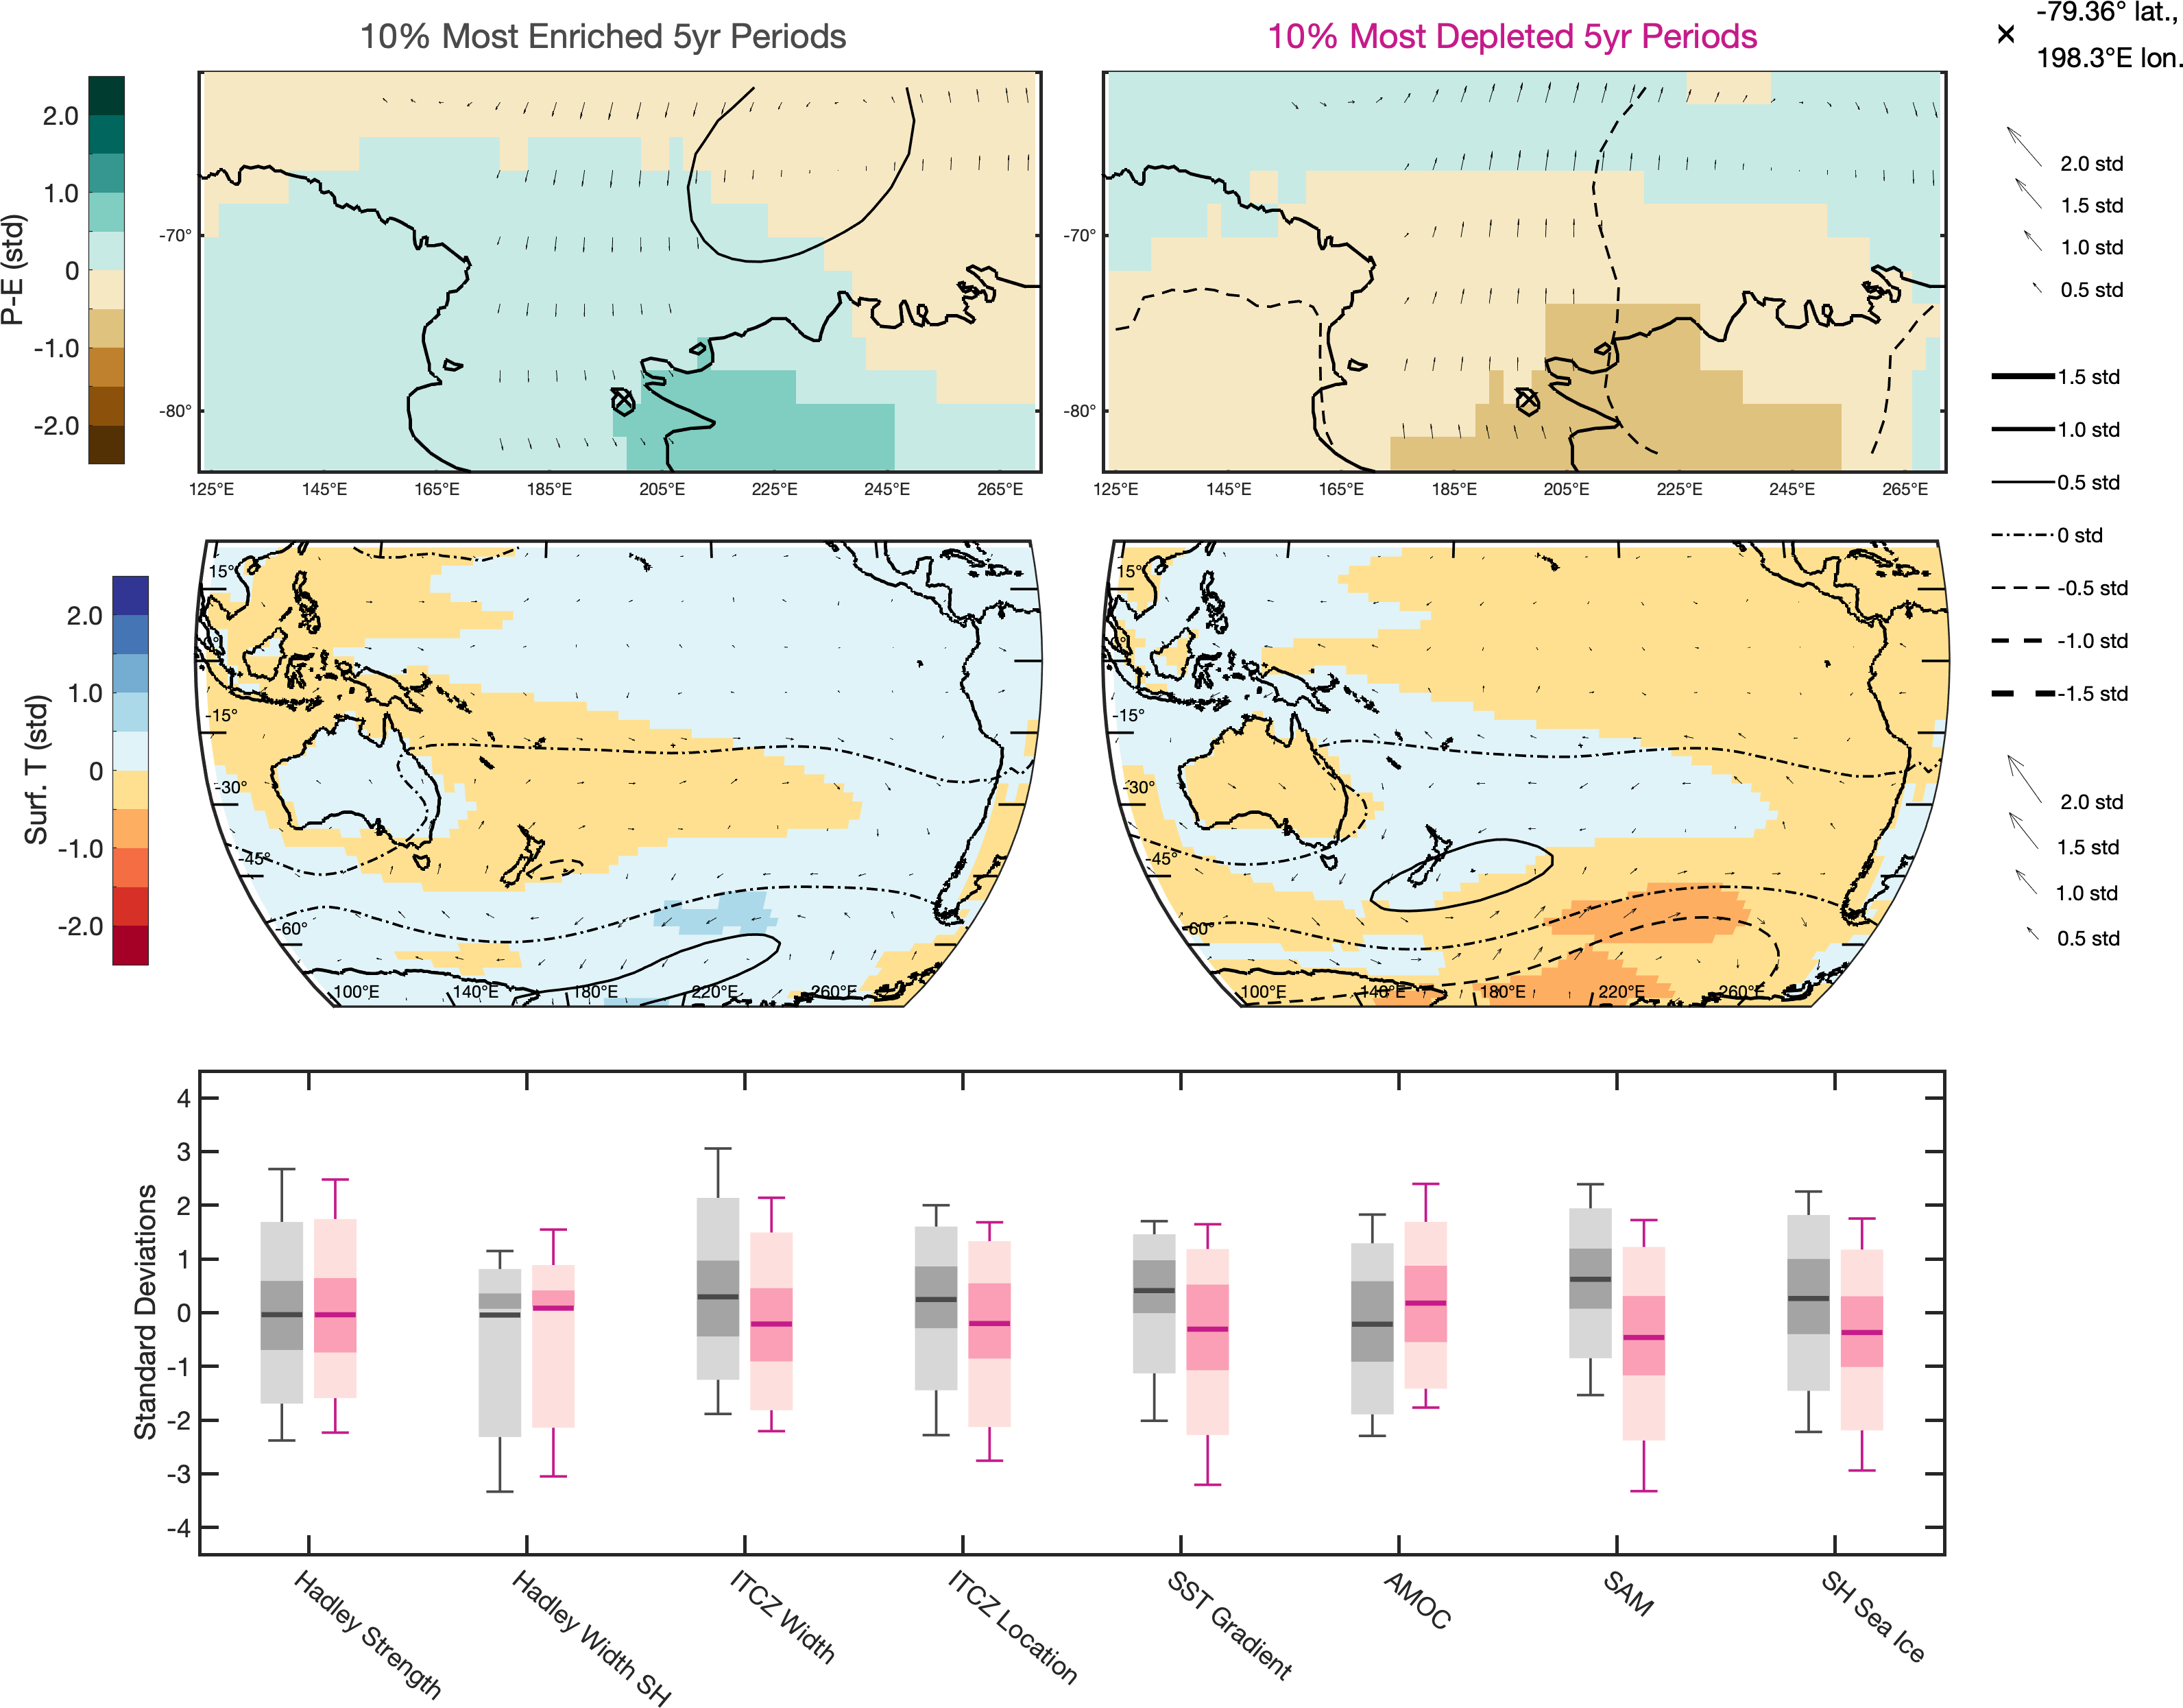 10% Most Enriched 5yr Periods
10% Most Depleted 5yr Periods
-79.36° lat.,
198.3°E lon.
P-E (std)
2.0
1.0
0
-1.0
-2.0
-70°
-80°
125°E 145°E 165°E 185°E 205°E 225°E 245°E 265°E
-70°
-80°
125°E 145°E 165°E 185°E 205°E 225°E 245°E 265°E
2.0 std
1.5 std
1.0 std
0.5 std
1.5 std
1.0 std
0.5 std
0 std
-0.5 std
-1.0 std
-1.5 std
Surf. T (std)
2.0
1.0
0
-1.0
-2.0
15°
0°
-15°
-30°
-45°
-60°
100°E 140°E 180°E 220°E 260°E
15°
0°
-15°
-30°
-45°
-60°
100°E 140°E 180°E 220°E 260°E
2.0 std
1.5 std
1.0 std
0.5 std
Standard Deviations
4
3
2
1
0
-1
-2
-3
-4
Hadley Strength
Hadley Width SH
ITCZ Width
ITCZ Location
SST Gradient
AMOC
SAM
SH Sea Ice